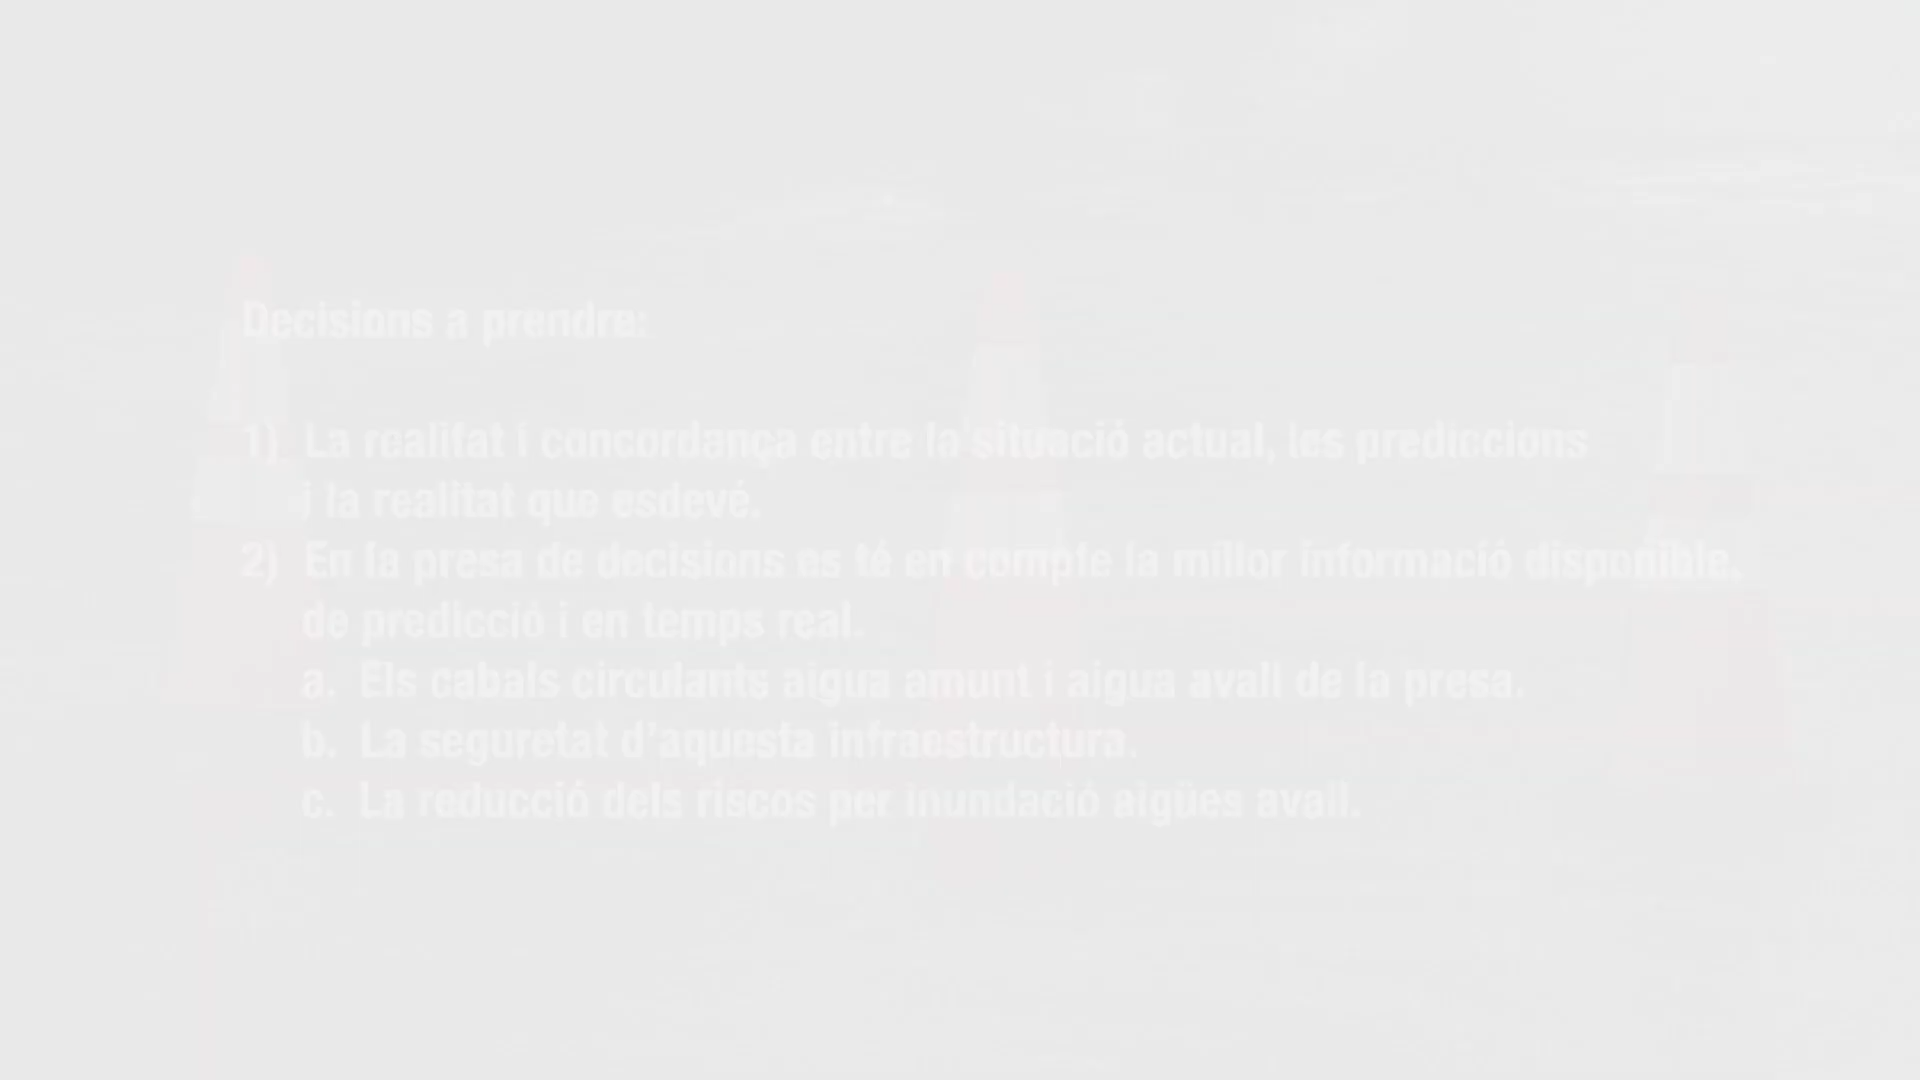 Decisions a prendre:
1) La realitat i concordança entre la situació actual, les prediccions
i la realitat que esdevé.
2) En la presa de decisions es té en compte la millor informació disponible,
de predicció i en temps real.
a. Els cabals circulants aigua amunt i aigua avall de la presa.
b. La seguretat d'aquesta infraestructura.
c. La reducció dels riscos per inundació aigües avall.